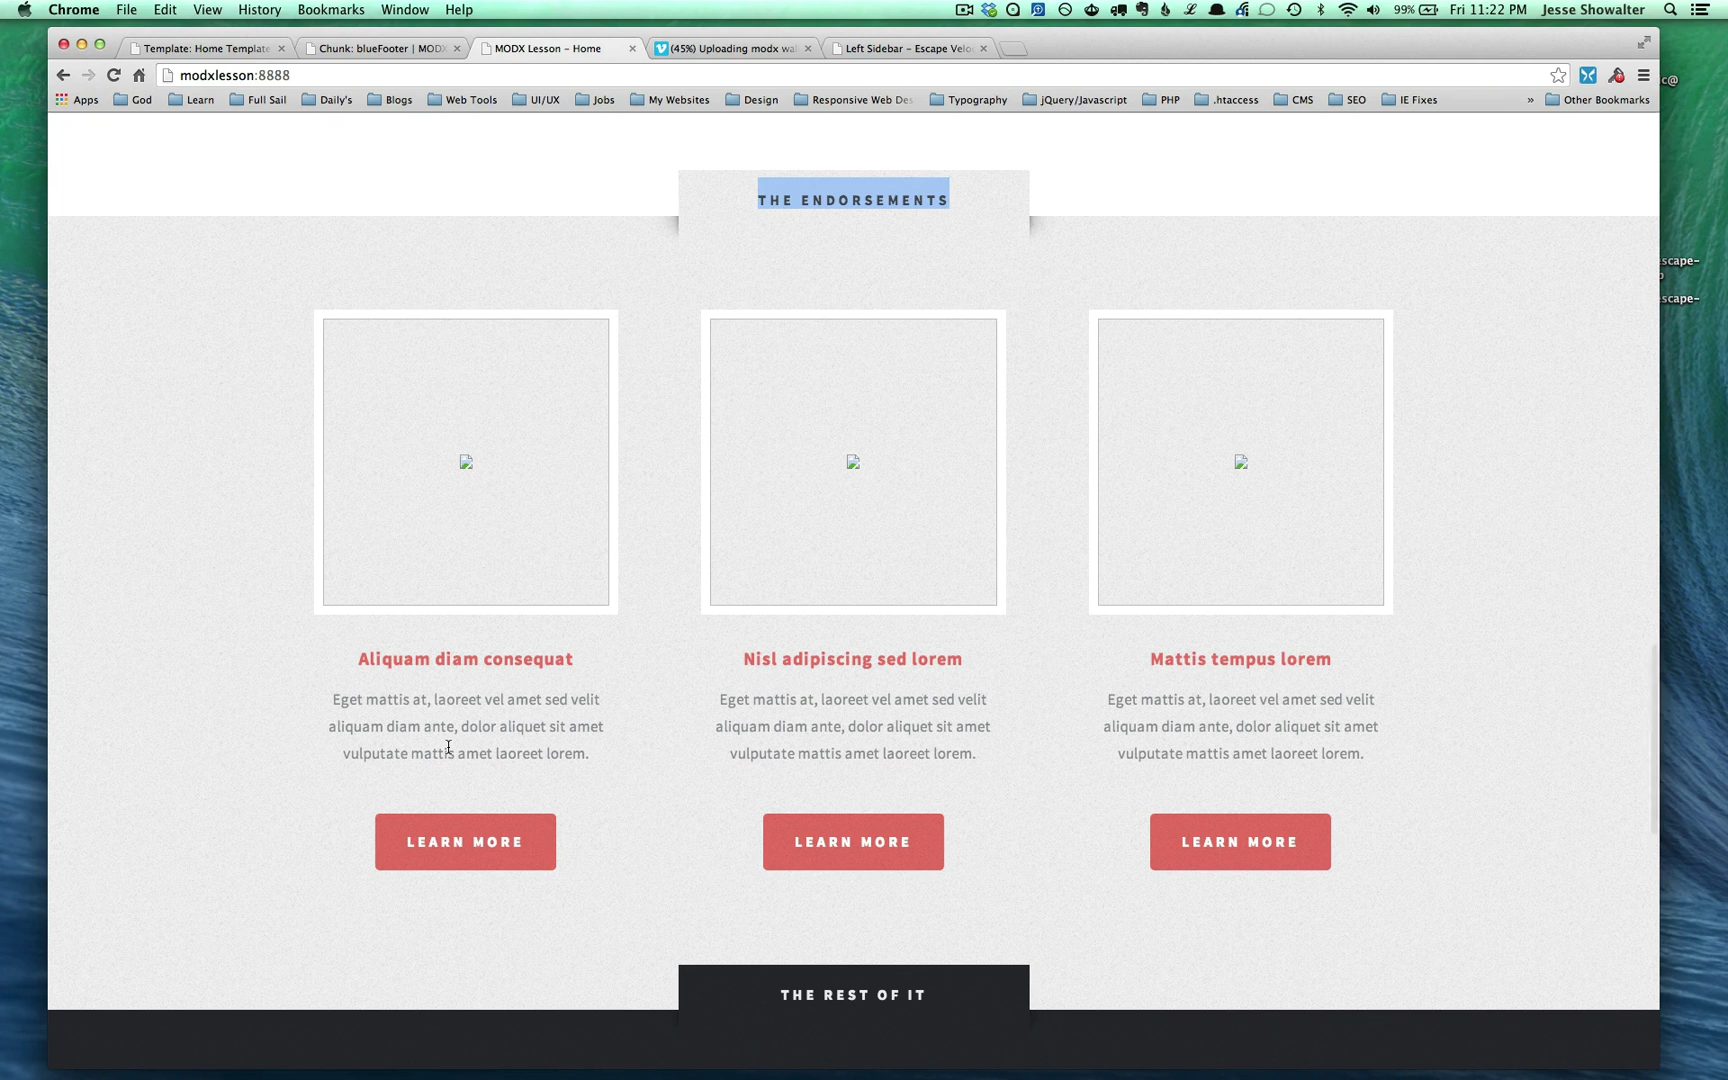 Chrome File Edit View History Bookmarks Window Help 99% Fri 11:22 PM Jesse Showalter
Template: Home Template Chunk: blueFooter | MODX MODX Lesson – Home (45%) Uploading modx wal Left Sidebar – Escape Velo
modxlesson:8888
Apps God Learn Full Sail Daily's Blogs Web Tools UI/UX Jobs My Websites Design Responsive Web Des Typography jQuery/Javascript PHP .htaccess CMS SEO IE Fixes » Other Bookmarks
THE ENDORSEMENTS
Aliquam diam consequat
Eget mattis at, laoreet vel amet sed velit
aliquam diam ante, dolor aliquet sit amet
vulputate mattis amet laoreet lorem.
LEARN MORE
Nisl adipiscing sed lorem
Eget mattis at, laoreet vel amet sed velit
aliquam diam ante, dolor aliquet sit amet
vulputate mattis amet laoreet lorem.
LEARN MORE
Mattis tempus lorem
Eget mattis at, laoreet vel amet sed velit
aliquam diam ante, dolor aliquet sit amet
vulputate mattis amet laoreet lorem.
LEARN MORE
THE REST OF IT
c@
scape-
scape-